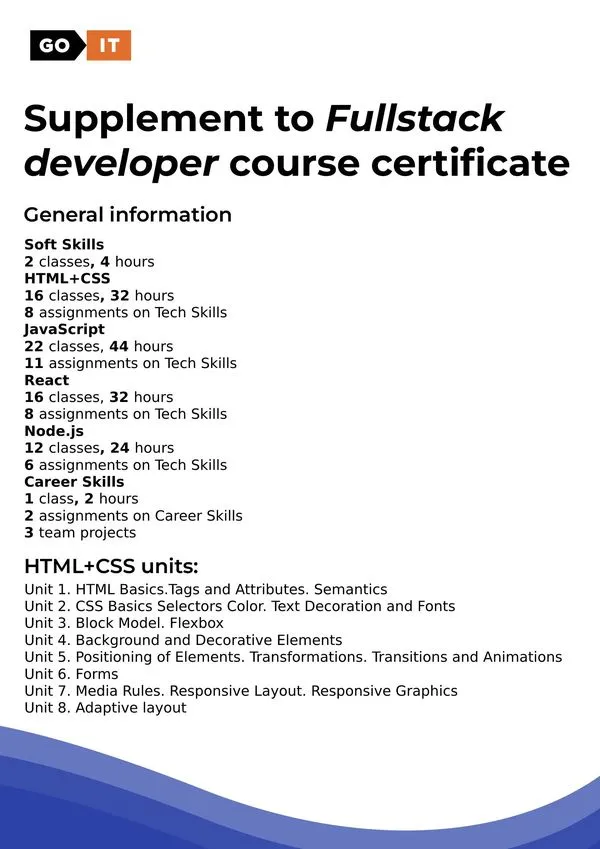 GO IT
Supplement to Fullstack
developer course certificate
General information
Soft Skills
2 classes, 4 hours
HTML+CSS
16 classes, 32 hours
8 assignments on Tech Skills
JavaScript
22 classes, 44 hours
11 assignments on Tech Skills
React
16 classes, 32 hours
8 assignments on Tech Skills
Node.js
12 classes, 24 hours
6 assignments on Tech Skills
Career Skills
1 class, 2 hours
2 assignments on Career Skills
3 team projects
HTML+CSS units:
Unit 1. HTML Basics.Tags and Attributes. Semantics
Unit 2. CSS Basics Selectors Color. Text Decoration and Fonts
Unit 3. Block Model. Flexbox
Unit 4. Background and Decorative Elements
Unit 5. Positioning of Elements. Transformations. Transitions and Animations
Unit 6. Forms
Unit 7. Media Rules. Responsive Layout. Responsive Graphics
Unit 8. Adaptive layout